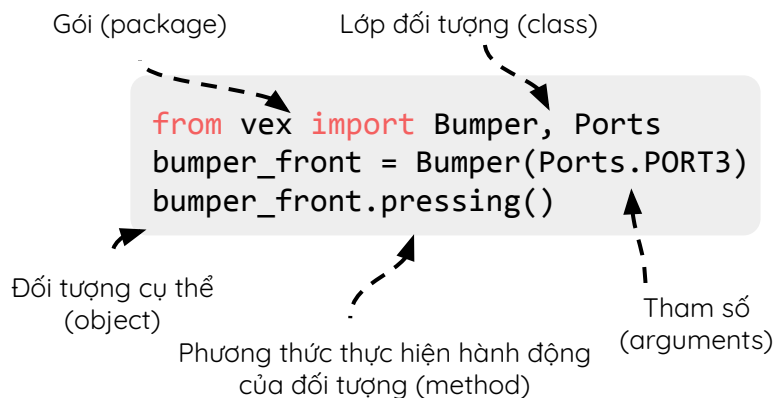 Gói (package)
Lớp đối tượng (class)
from vex import Bumper, Ports
bumper_front = Bumper(Ports.PORT3)
bumper_front.pressing()
Đối tượng cụ thể
(object)
Phương thức thực hiện hành động
của đối tượng (method)
Tham số
(arguments)